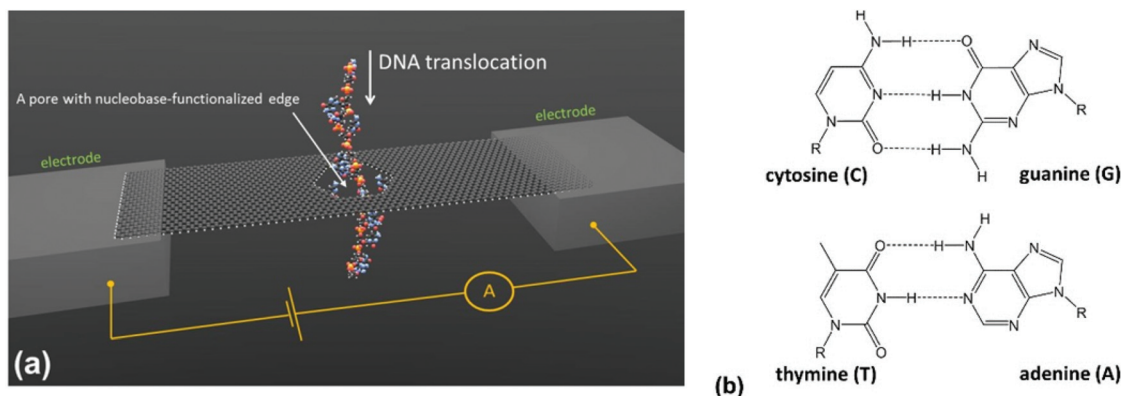 DNA translocation
A pore with nucleobase-functionalized edge
electrode
electrode
A
(a)
H
N H O N
N H N N R
N O H N N
R H
cytosine (C) guanine (G)
H
O H N N
N H N N R
N O N
R
thymine (T) adenine (A)
(b)